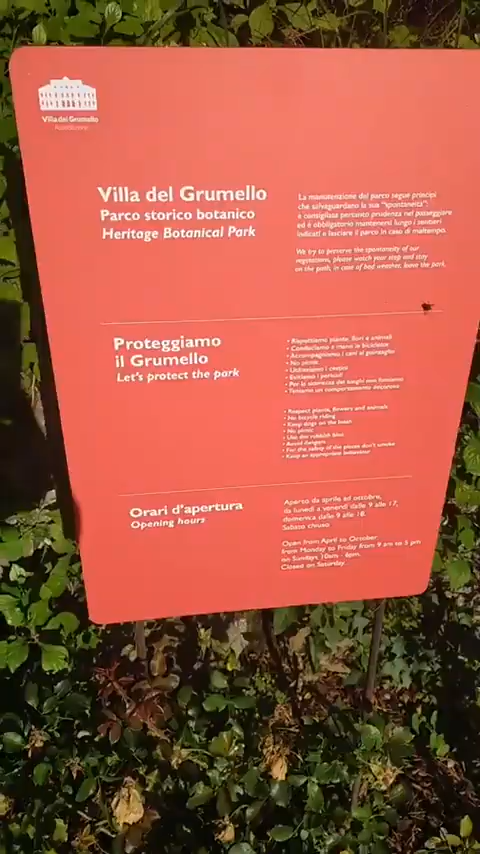 Villa del Grumello
Villa del Grumello
Parco storico botanico
Heritage Botanical Park
La manutenzione del parco segue principi
che salvaguardano la sua "spontaneità":
è consigliata pertanto prudenza nel passeggiare
ed è obbligatorio mantenersi lungo i sentieri
indicati e lasciare il parco in caso di maltempo.
We try to preserve the spontaneity of our
vegetations, please watch your step and stay
on the path, in case of bad weather, leave the park.
Proteggiamo
il Grumello
Let's protect the park
• Rispettiamo piante, fiori e animali
• Conduciamo a mano le biciclette
• Accompagniamo i cani al guinzaglio
• No picnic
• Utilizziamo i cestini
• Evitiamo i pericoli
• Per la sicurezza dei luoghi non fumiamo
• Teniamo un comportamento decoroso
• Respect plants, flowers and animals
• No bicycle riding
• Keep dogs on the leash
• No picnic
• Use the rubbish bins
• Avoid dangers
• For the safety of the places don't smoke
• Keep an appropriate behaviour
Orari d'apertura
Opening hours
Aperto da aprile ad ottobre,
da lunedì a venerdì dalle 9 alle 17,
domenica dalle 9 alle 18.
Sabato chiuso
Open from April to October
from Monday to Friday from 9 am to 5 pm
on Sundays 10am - 6pm.
Closed on Saturday.